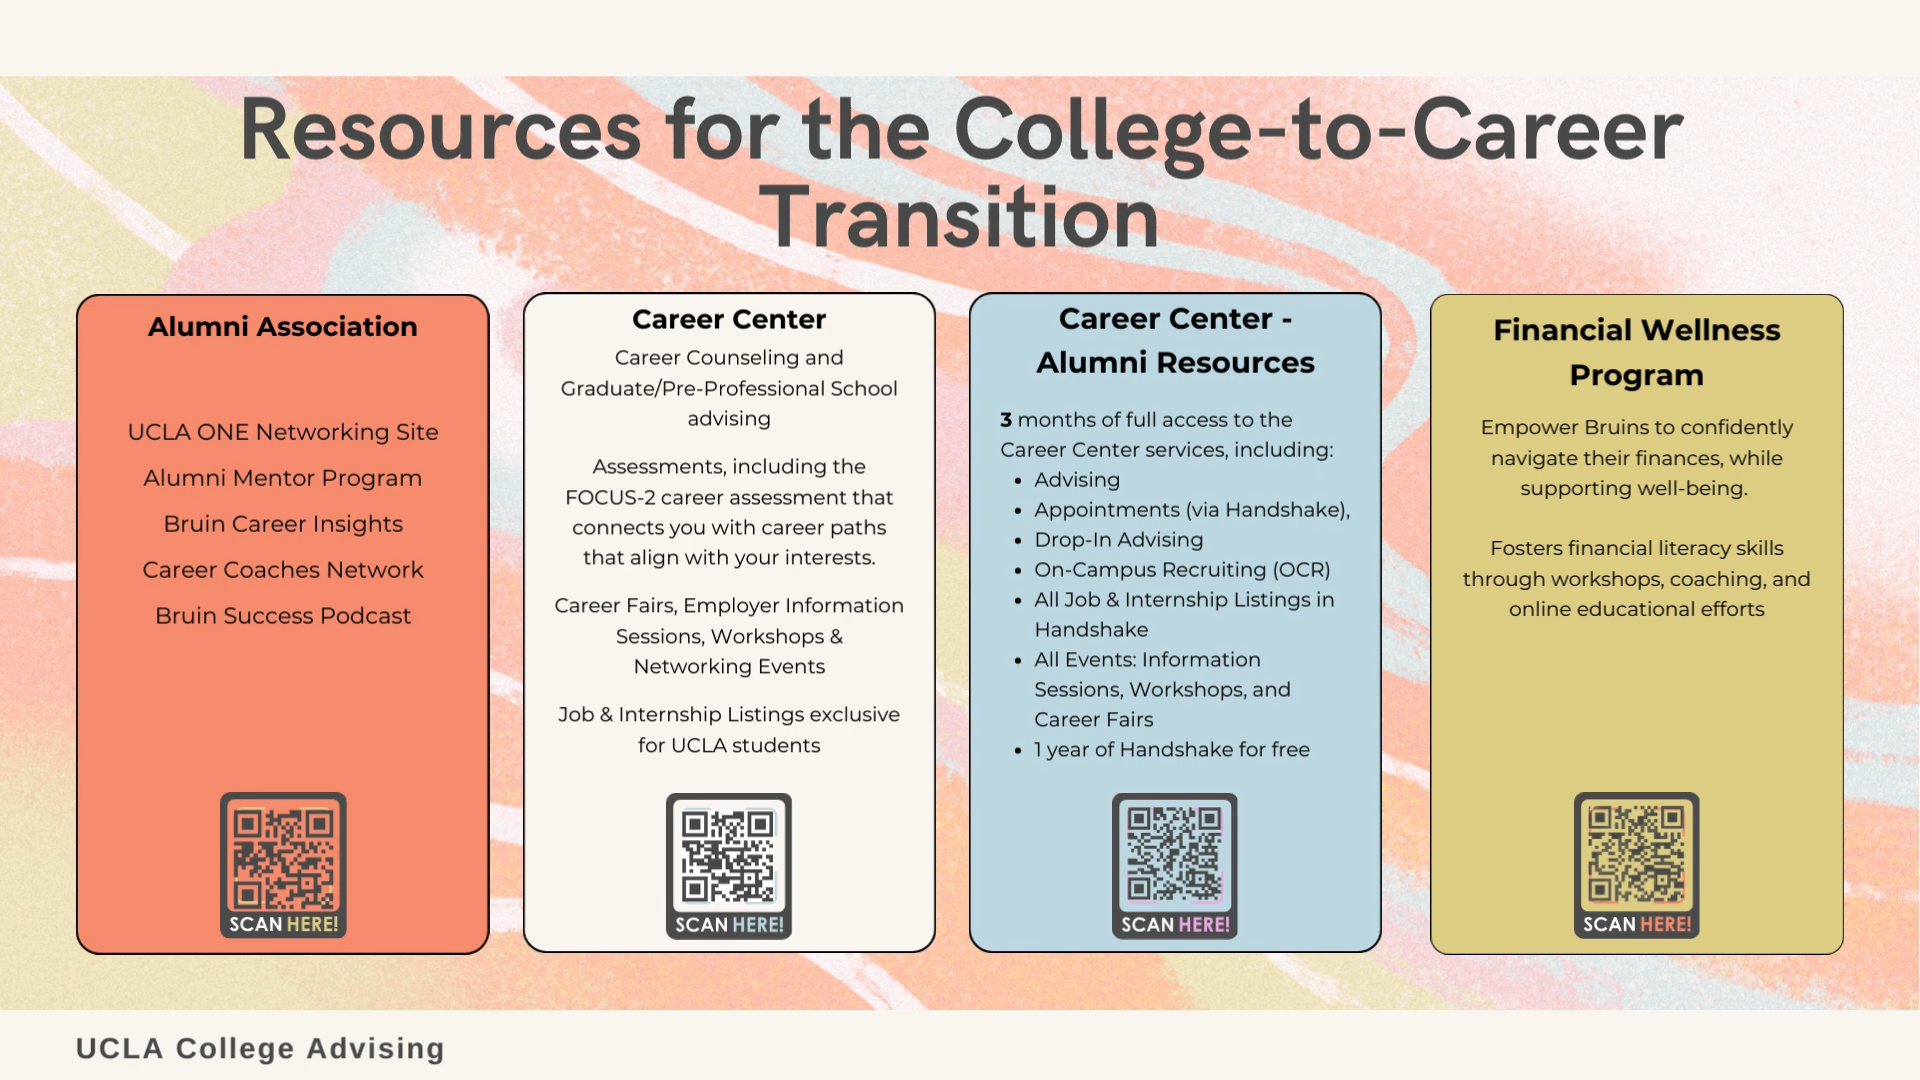 Resources for the College-to-Career
Transition
Alumni Association
UCLA ONE Networking Site
Alumni Mentor Program
Bruin Career Insights
Career Coaches Network
Bruin Success Podcast
SCAN HERE!
Career Center
Career Counseling and
Graduate/Pre-Professional School
advising
Assessments, including the
FOCUS-2 career assessment that
connects you with career paths
that align with your interests.
Career Fairs, Employer Information
Sessions, Workshops &
Networking Events
Job & Internship Listings exclusive
for UCLA students
SCAN HERE!
Career Center -
Alumni Resources
3 months of full access to the
Career Center services, including:
• Advising
• Appointments (via Handshake),
• Drop-In Advising
• On-Campus Recruiting (OCR)
• All Job & Internship Listings in
Handshake
• All Events: Information
Sessions, Workshops, and
Career Fairs
• 1 year of Handshake for free
SCAN HERE!
Financial Wellness
Program
Empower Bruins to confidently
navigate their finances, while
supporting well-being.
Fosters financial literacy skills
through workshops, coaching, and
online educational efforts
SCAN HERE!
UCLA College Advising